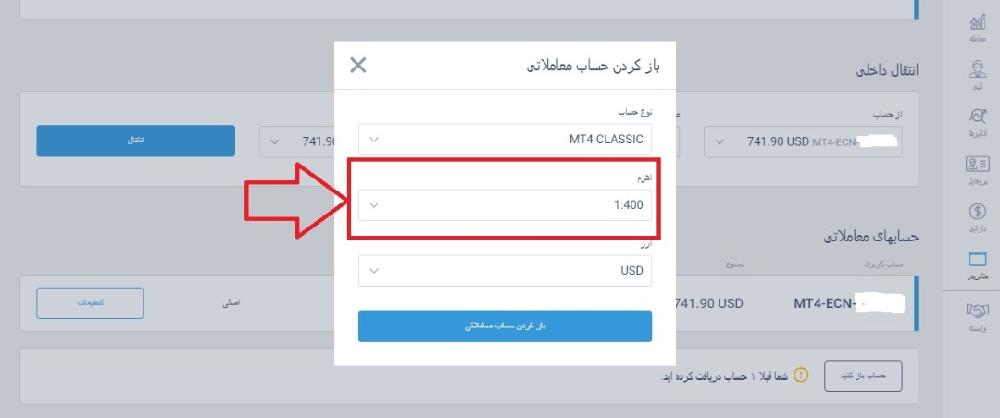 باز کردن حساب معاملاتی
نوع حساب
MT4 CLASSIC
اهرم
1:400
ارز
USD
باز کردن حساب معاملاتی
معامله
کپی
آنالیزها
پروفایل
دارایی
متاتریدر
وابسته
انتقال داخلی
از حساب
741.90 USD MT4-ECN-
741.90
انتقال
حسابهای معاملاتی
حساب کاربری
مجموع
MT4-ECN-
741.90 USD
اصلی
تنظیمات
حساب باز کنید
شما قبلا ۱ حساب دریافت کرده اید.